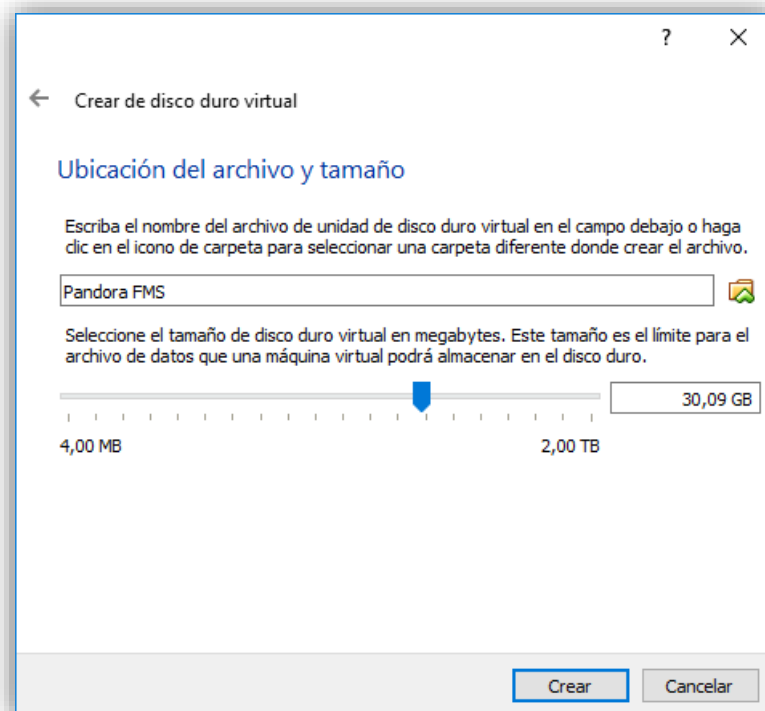 ?
Crear de disco duro virtual
Ubicación del archivo y tamaño
Escriba el nombre del archivo de unidad de disco duro virtual en el campo debajo o haga
clic en el icono de carpeta para seleccionar una carpeta diferente donde crear el archivo.
Pandora FMS
Seleccione el tamaño de disco duro virtual en megabytes. Este tamaño es el límite para el
archivo de datos que una máquina virtual podrá almacenar en el disco duro.
30,09 GB
4,00 MB 2,00 TB
Crear Cancelar